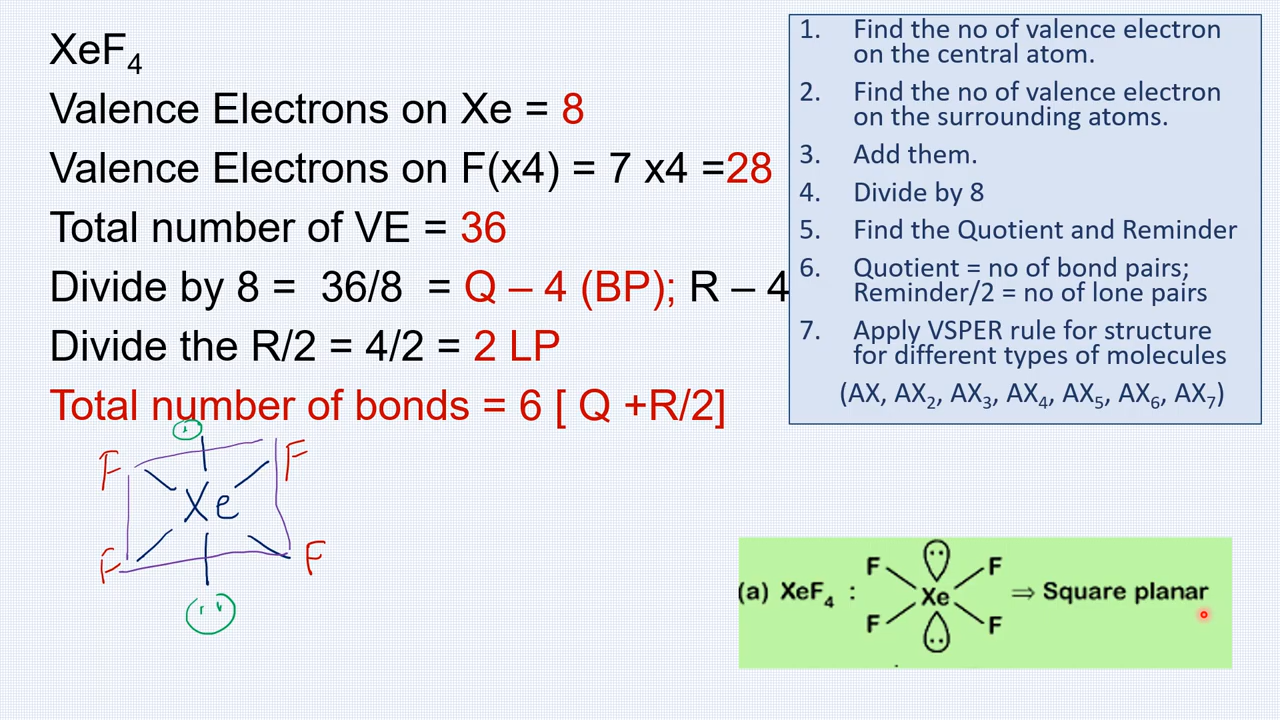 XeF₄
Valence Electrons on Xe = 8
Valence Electrons on F(x4) = 7 x4 =28
Total number of VE = 36
Divide by 8 = 36/8 = Q – 4 (BP); R – 4
Divide the R/2 = 4/2 = 2 LP
Total number of bonds = 6 [ Q +R/2]
1. Find the no of valence electron
on the central atom.
2. Find the no of valence electron
on the surrounding atoms.
3. Add them.
4. Divide by 8
5. Find the Quotient and Reminder
6. Quotient = no of bond pairs;
Reminder/2 = no of lone pairs
7. Apply VSPER rule for structure
for different types of molecules
(AX, AX₂, AX₃, AX₄, AX₅, AX₆, AX₇)
F F
Xe
F F
F F
(a) XeF₄ : Xe ⇒ Square planar
F F